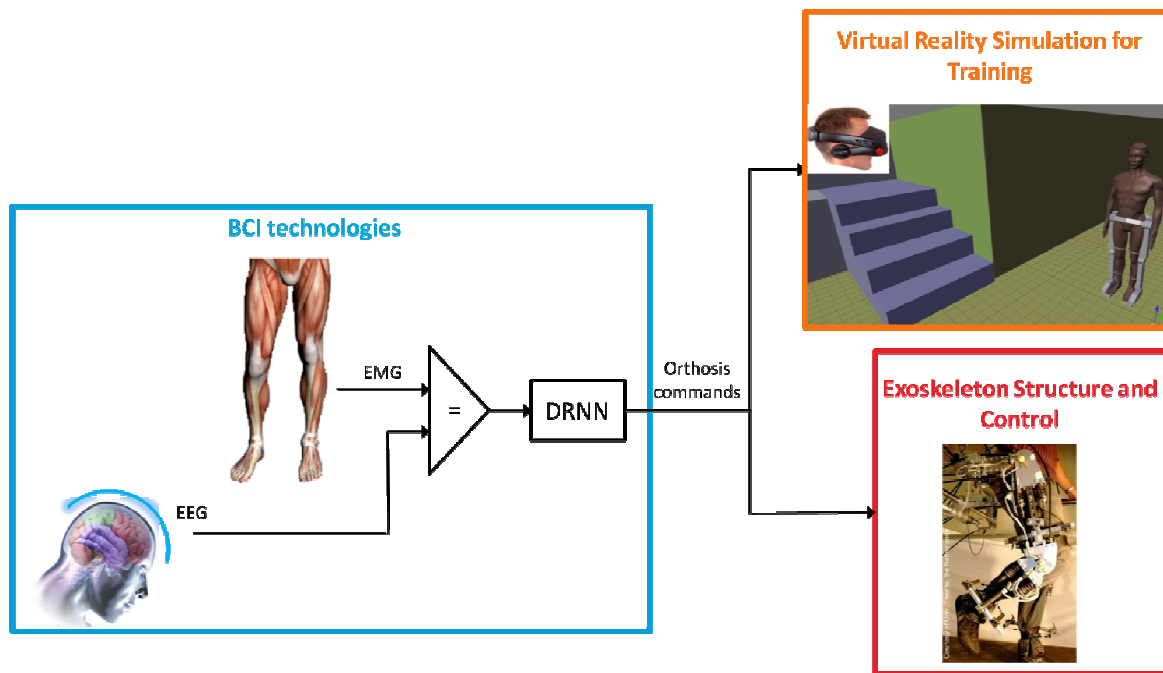 Virtual Reality Simulation for
Training
BCI technologies
EMG
=
DRNN
Orthosis
commands
EEG
Exoskeleton Structure and
Control